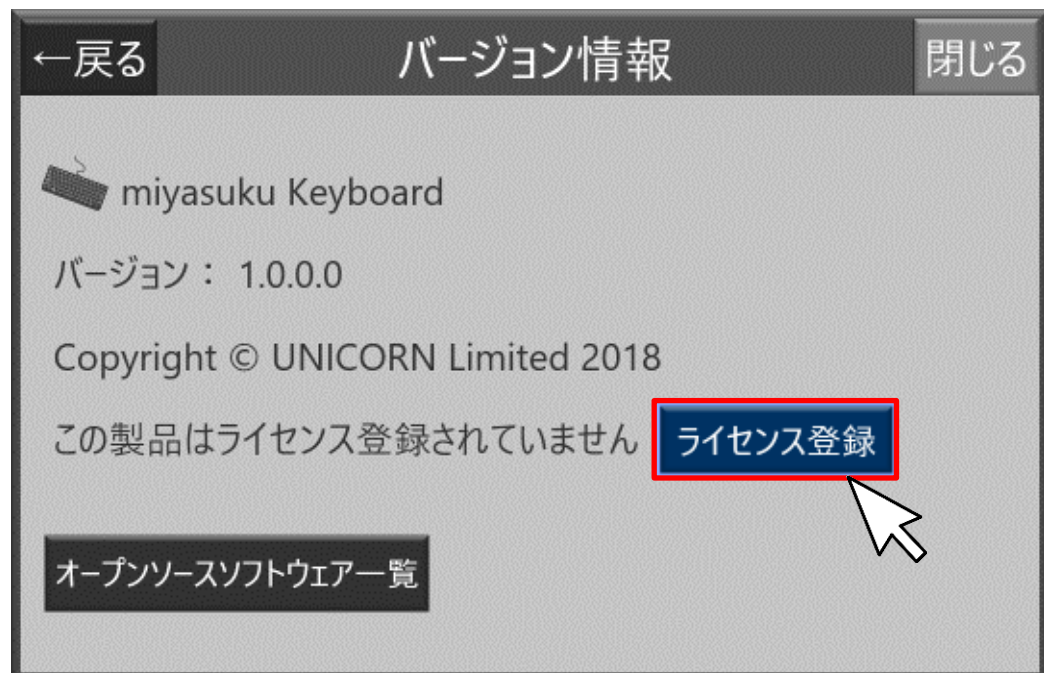 ←戻る バージョン情報 閉じる
miyasuku Keyboard
バージョン： 1.0.0.0
Copyright © UNICORN Limited 2018
この製品はライセンス登録されていません ライセンス登録
オープンソースソフトウェア一覧